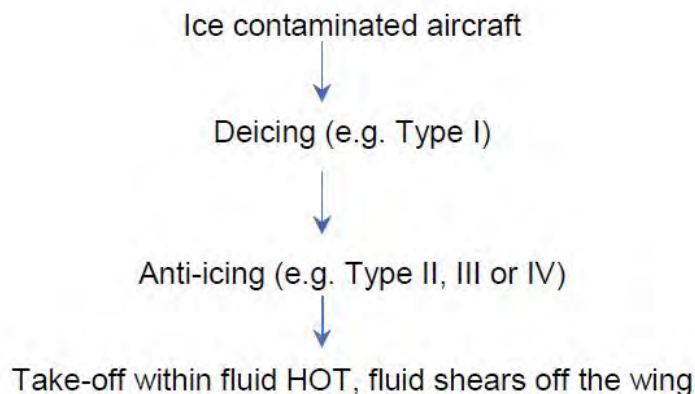 Ice contaminated aircraft
Deicing (e.g. Type I)
Anti-icing (e.g. Type II, III or IV)
Take-off within fluid HOT, fluid shears off the wing